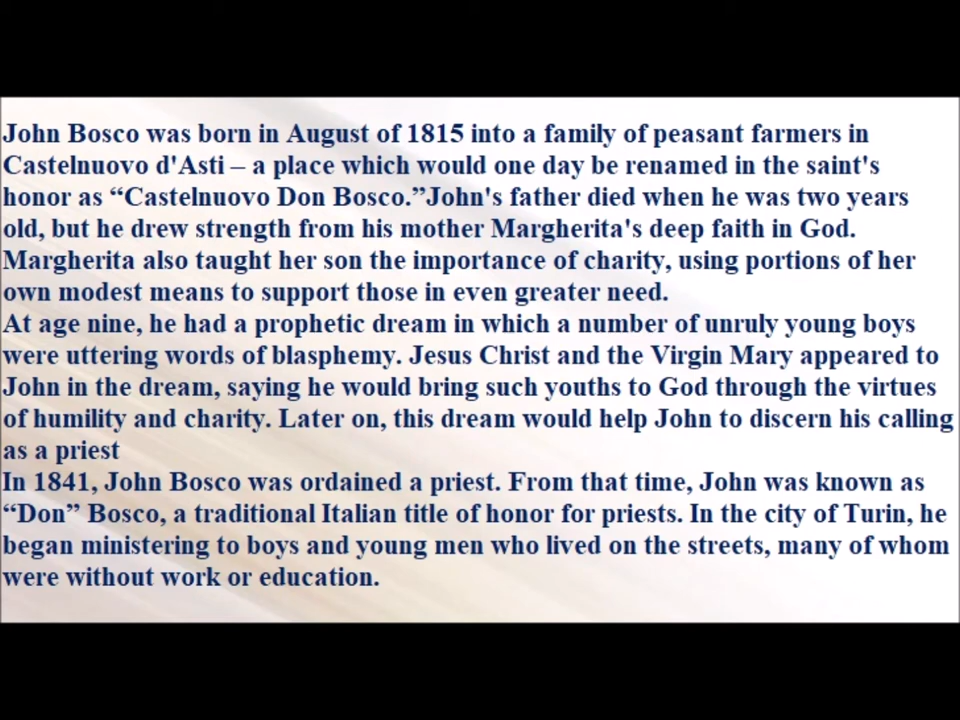 John Bosco was born in August of 1815 into a family of peasant farmers in
Castelnuovo d'Asti – a place which would one day be renamed in the saint's
honor as “Castelnuovo Don Bosco.”John's father died when he was two years
old, but he drew strength from his mother Margherita's deep faith in God.
Margherita also taught her son the importance of charity, using portions of her
own modest means to support those in even greater need.
At age nine, he had a prophetic dream in which a number of unruly young boys
were uttering words of blasphemy. Jesus Christ and the Virgin Mary appeared to
John in the dream, saying he would bring such youths to God through the virtues
of humility and charity. Later on, this dream would help John to discern his calling
as a priest
In 1841, John Bosco was ordained a priest. From that time, John was known as
“Don” Bosco, a traditional Italian title of honor for priests. In the city of Turin, he
began ministering to boys and young men who lived on the streets, many of whom
were without work or education.